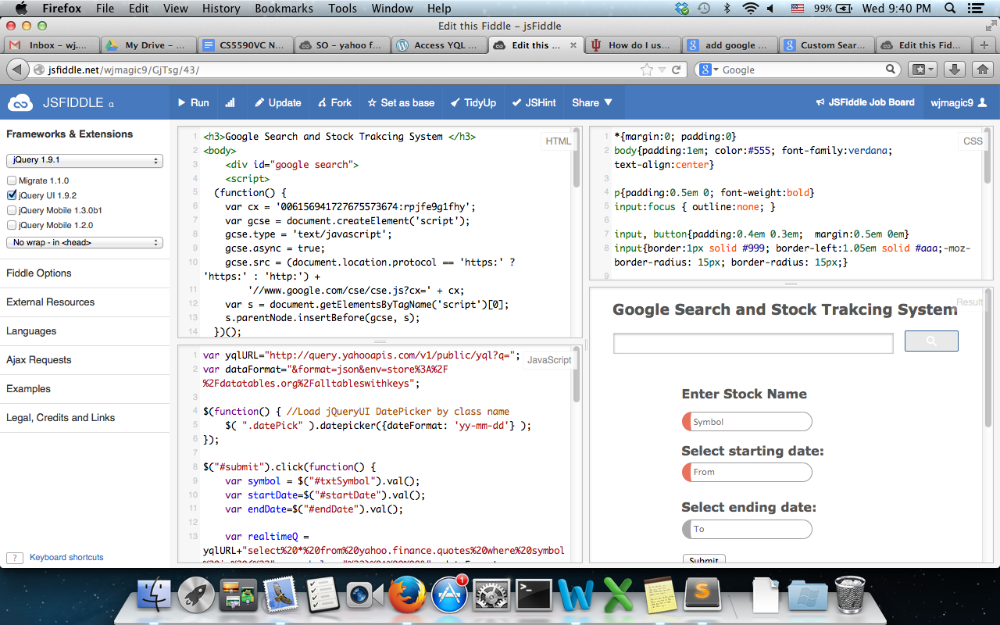 Firefox File Edit View History Bookmarks Tools Window Help 99% Wed 9:40 PM
Edit this Fiddle – jsFiddle
Inbox – wj.... My Drive – ... CS5590VC N... SO – yahoo f... Access YQL ... Edit this ... How do I us... add google ... Custom Sear... Edit this Fid...
jsfiddle.net/wjmagic9/GjTsg/43/ Google
JSFIDDLE α Run Update Fork Set as base TidyUp JSHint Share JSFiddle Job Board wjmagic9
Frameworks & Extensions
jQuery 1.9.1
Migrate 1.1.0
jQuery UI 1.9.2
jQuery Mobile 1.3.0b1
jQuery Mobile 1.2.0
No wrap - in <head>
Fiddle Options
External Resources
Languages
Ajax Requests
Examples
Legal, Credits and Links
? Keyboard shortcuts
HTML
1 <h3>Google Search and Stock Trakcing System </h3>
2 <body>
3 <div id="google search">
4 <script>
5 (function() {
6 var cx = '006156941727675573674:rpjfe9g1fhy';
7 var gcse = document.createElement('script');
8 gcse.type = 'text/javascript';
9 gcse.async = true;
10 gcse.src = (document.location.protocol == 'https:' ?
'https:' : 'http:') +
11 '//www.google.com/cse/cse.js?cx=' + cx;
12 var s = document.getElementsByTagName('script')[0];
13 s.parentNode.insertBefore(gcse, s);
14 })();
JavaScript
1 var yqlURL="http://query.yahooapis.com/v1/public/yql?q=";
2 var dataFormat="&format=json&env=store%3A%2F
%2Fdatatables.org%2Falltableswithkeys";
3
4 $(function() { //Load jQueryUI DatePicker by class name
5 $( ".datePick" ).datepicker({dateFormat: 'yy-mm-dd'} );
6 });
7
8 $("#submit").click(function() {
9 var symbol = $("#txtSymbol").val();
10 var startDate=$("#startDate").val();
11 var endDate=$("#endDate").val();
12
13 var realtimeQ =
yqlURL+"select%20*%20from%20yahoo.finance.quotes%20where%20symbol
CSS
1 *{margin:0; padding:0}
2 body{padding:1em; color:#555; font-family:verdana;
text-align:center}
3
4 p{padding:0.5em 0; font-weight:bold}
5 input:focus { outline:none; }
6
7 input, button{padding:0.4em 0.3em; margin:0.5em 0em}
8 input{border:1px solid #999; border-left:1.05em solid #aaa;-moz-
border-radius: 15px; border-radius: 15px;}
9
Result
Google Search and Stock Trakcing System
Enter Stock Name
Symbol
Select starting date:
From
Select ending date:
To
Submit
1